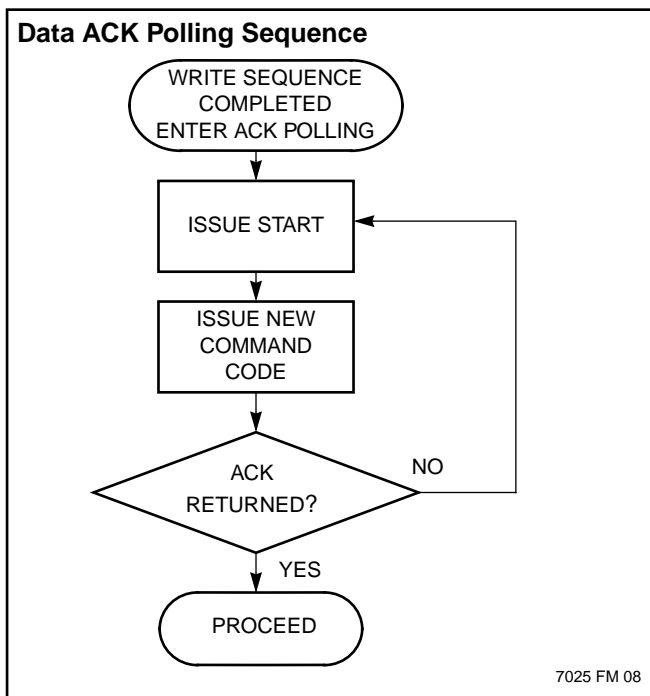 Data ACK Polling Sequence
WRITE SEQUENCE
COMPLETED
ENTER ACK POLLING
ISSUE START
ISSUE NEW
COMMAND
CODE
ACK
RETURNED?
NO
YES
PROCEED
7025 FM 08